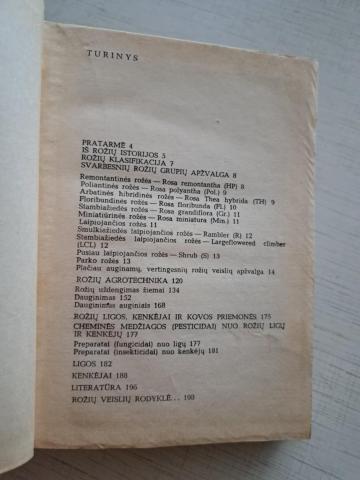 TURINYS
PRATARMĖ 4
IŠ ROŽIŲ ISTORIJOS 5
ROŽIŲ KLASIFIKACIJA 7
SVARBESNIŲ ROŽIŲ GRUPIŲ APŽVALGA 8
Remontantinės rožės — Rosa remontantha (HP) 8
Poliantinės rožės — Rosa polyantha (Pol.) 9
Arbatinės hibridinės rožės — Rosa Thea hybrida (TH) 9
Floribundinės rožės — Rosa floribunda (Fl.) 10
Stambiažiedės rožės — Rosa grandiflora (Gr.) 11
Miniatiūrinės rožės — Rosa miniatura (Min.) 11
Laipiojančios rožės 11
Smulkiažiedės laipiojančios rožės — Rambler (R) 12
Stambiažiedės laipiojančios rožės — Largeflowered climber
(LCL) 12
Pusiau laipiojančios rožės — Shrub (S) 13
Parko rožės 13
Plačiau auginamų, vertingesnių rožių veislių apžvalga 14
ROŽIŲ AGROTECHNIKA 120
Rožių uždengimas žiemai 134
Dauginimas 152
Dauginimas auginiais 168
ROŽIŲ LIGOS, KENKĖJAI IR KOVOS PRIEMONĖS 175
CHEMINĖS MEDŽIAGOS (PESTICIDAI) NUO ROŽIŲ LIGŲ
IR KENKĖJŲ 177
Preparatai (fungicidai) nuo ligų 177
Preparatai (insekticidai) nuo kenkėjų 181
LIGOS 182
KENKĖJAI 188
LITERATŪRA 196
ROŽIŲ VEISLIŲ RODYKLĖ... 198